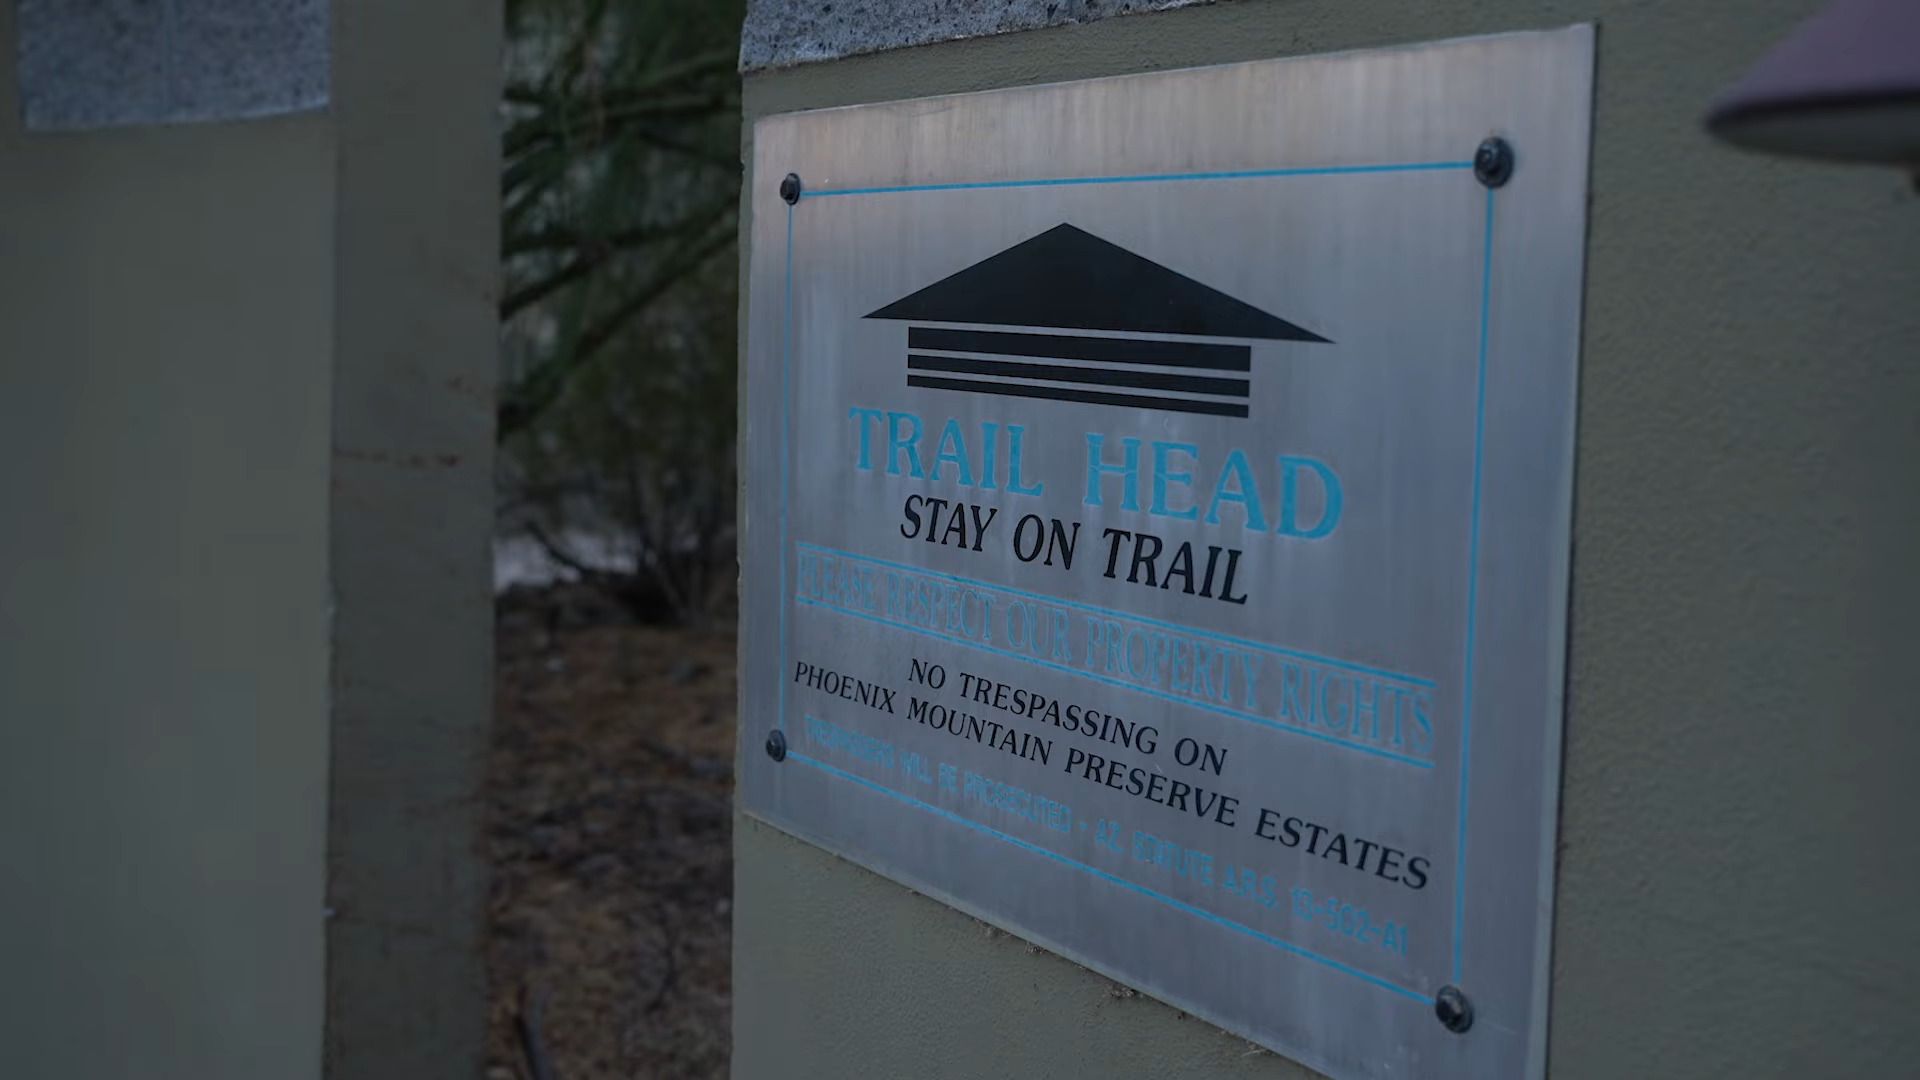 TRAIL HEAD
STAY ON TRAIL
PLEASE RESPECT OUR PROPERTY RIGHTS
NO TRESPASSING ON
PHOENIX MOUNTAIN PRESERVE ESTATES
TRESPASSERS WILL BE PROSECUTED - AZ. STATUTE A.R.S. 13-502-A1